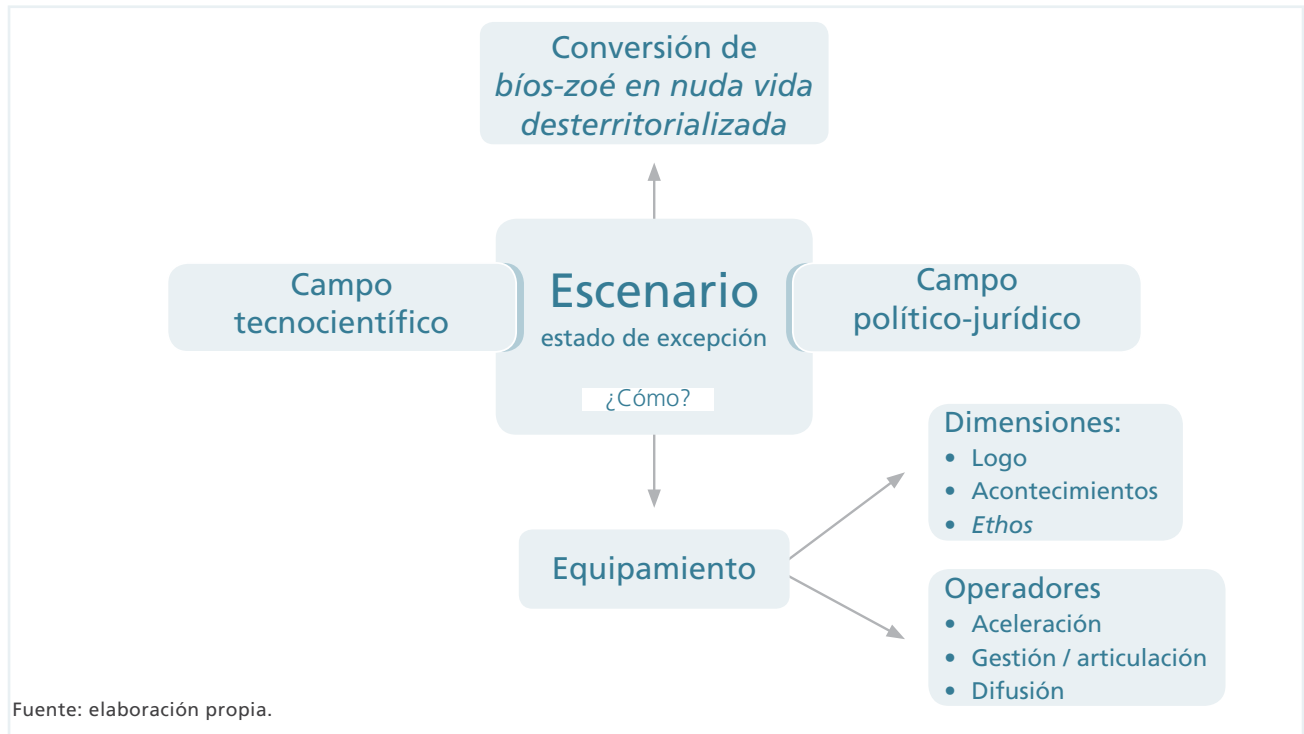 Conversión de
bíos-zoé en nuda vida
desterritorializada
Campo
tecnocientífico
Escenario
estado de excepción
¿Cómo?
Campo
político-jurídico
Equipamiento
Dimensiones:
• Logo
• Acontecimientos
• Ethos
Operadores
• Aceleración
• Gestión / articulación
• Difusión
Fuente: elaboración propia.